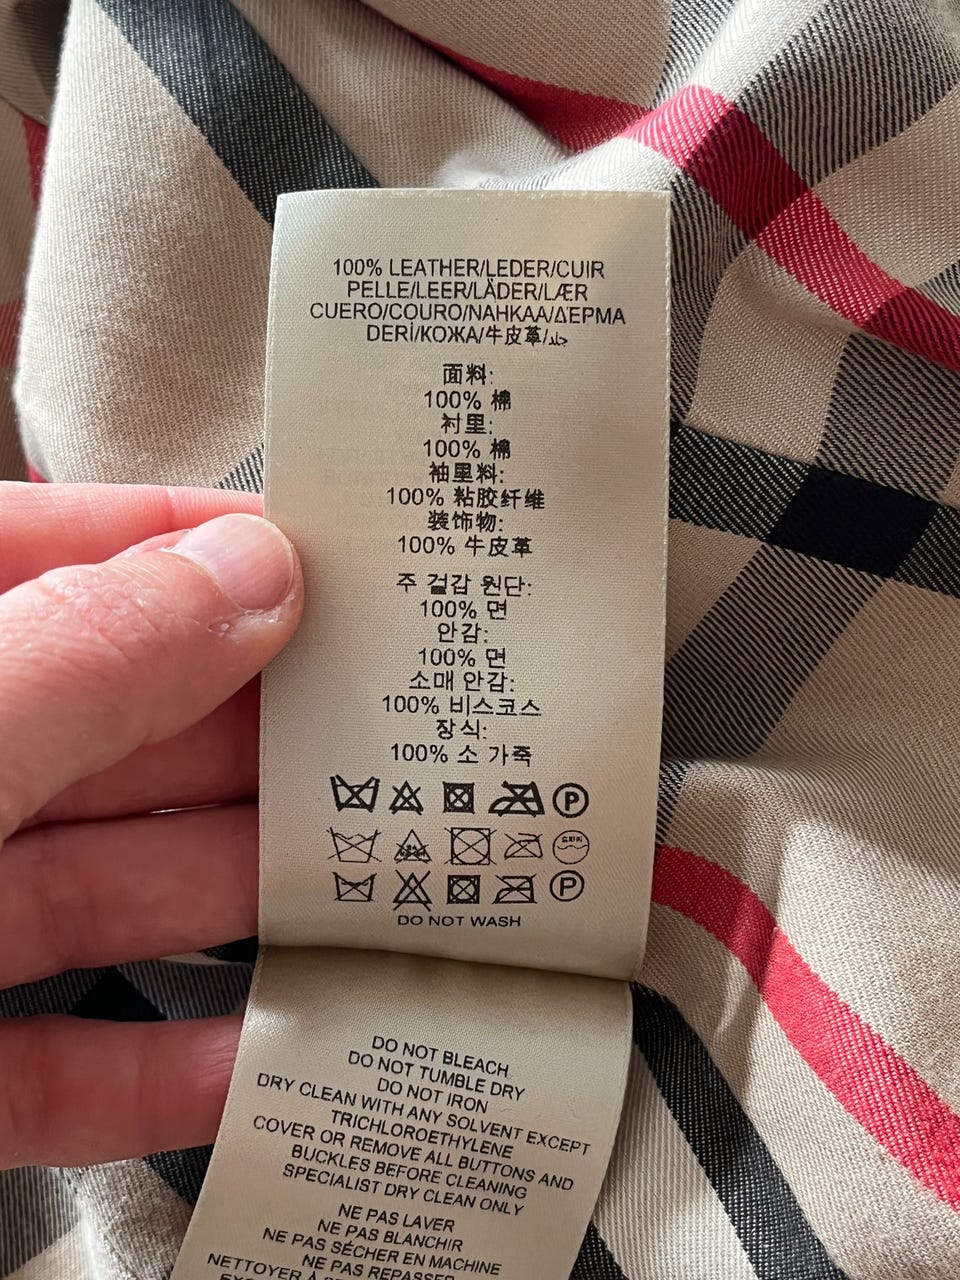 100% LEATHER/LEDER/CUIR
PELLE/LEER/LÄDER/LÆR
CUERO/COURO/NAHKAA/ΔΈΡΜΑ
DERİ/КОЖА/牛皮革/جلد
面料:
100% 棉
衬里:
100% 棉
袖里料:
100% 粘胶纤维
装饰物:
100% 牛皮革
주 겉감 원단:
100% 면
안감:
100% 면
소매 안감:
100% 비스코스
장식:
100% 소 가죽
P
P
DO NOT WASH
DO NOT BLEACH
DO NOT TUMBLE DRY
DO NOT IRON
DRY CLEAN WITH ANY SOLVENT EXCEPT
TRICHLOROETHYLENE
COVER OR REMOVE ALL BUTTONS AND
BUCKLES BEFORE CLEANING
SPECIALIST DRY CLEAN ONLY
NE PAS LAVER
NE PAS BLANCHIR
NE PAS SÉCHER EN MACHINE
NE PAS REPASSER
NETTOYER À